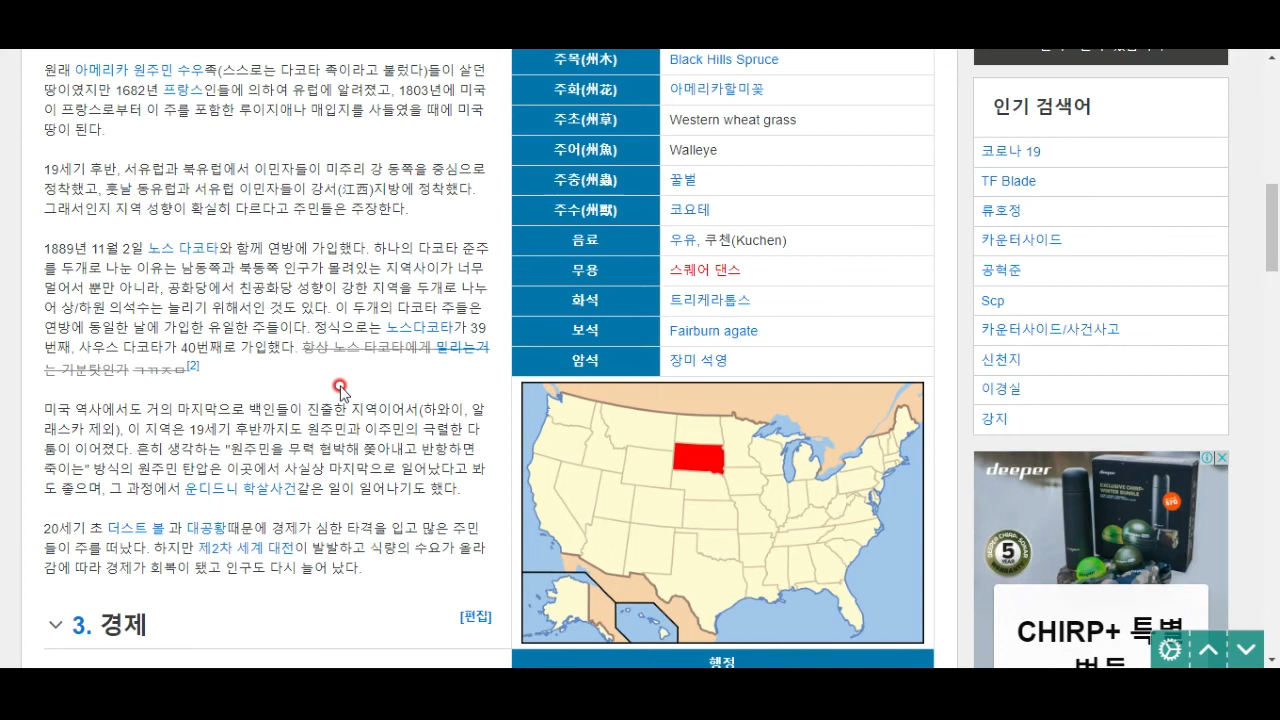 원래 아메리카 원주민 수우족(스스로는 다코타 족이라고 불렀다)들이 살던
땅이였지만 1682년 프랑스인들에 의하여 유럽에 알려졌고, 1803년에 미국
이 프랑스로부터 이 주를 포함한 루이지애나 매입지를 사들였을 때에 미국
땅이 된다.
19세기 후반, 서유럽과 북유럽에서 이민자들이 미주리 강 동쪽을 중심으로
정착했고, 훗날 동유럽과 서유럽 이민자들이 강서(江西)지방에 정착했다.
그래서인지 지역 성향이 확실히 다르다고 주민들은 주장한다.
1889년 11월 2일 노스 다코타와 함께 연방에 가입했다. 하나의 다코타 준주
를 두개로 나눈 이유는 남동쪽과 북동쪽 인구가 몰려있는 지역사이가 너무
멀어서 뿐만 아니라, 공화당에서 친공화당 성향이 강한 지역을 두개로 나누
어 상/하원 의석수는 늘리기 위해서인 것도 있다. 이 두개의 다코타 주들은
연방에 동일한 날에 가입한 유일한 주들이다. 정식으로는 노스다코타가 39
번째, 사우스 다코타가 40번째로 가입했다. 항상 노스 타코타에게 밀리는거
는 기분탓인가 ㄱㄲㅈㅁ[2]
미국 역사에서도 거의 마지막으로 백인들이 진출한 지역이어서(하와이, 알
래스카 제외), 이 지역은 19세기 후반까지도 원주민과 이주민의 극렬한 다
툼이 이어졌다. 흔히 생각하는 "원주민을 무력 협박해 쫓아내고 반항하면
죽이는" 방식의 원주민 탄압은 이곳에서 사실상 마지막으로 일어났다고 봐
도 좋으며, 그 과정에서 운디드니 학살사건같은 일이 일어나기도 했다.
20세기 초 더스트 볼 과 대공황때문에 경제가 심한 타격을 입고 많은 주민
들이 주를 떠났다. 하지만 제2차 세계 대전이 발발하고 식량의 수요가 올라
감에 따라 경제가 회복이 됐고 인구도 다시 늘어 났다.
3. 경제 [편집]
주목(州木) Black Hills Spruce
주화(州花) 아메리카할미꽃
주초(州草) Western wheat grass
주어(州魚) Walleye
주충(州蟲) 꿀벌
주수(州獸) 코요테
음료 우유, 쿠첸(Kuchen)
무용 스퀘어 댄스
화석 트리케라톱스
보석 Fairburn agate
암석 장미 석영
행정
인기 검색어
코로나 19
TF Blade
류호정
카운터사이드
공혁준
Scp
카운터사이드/사건사고
신천지
이경실
강지
deeper
EXCLUSIVE CHIRP+
WINTER BUNDLE
5
YEAR
CHIRP+ 특별
번들